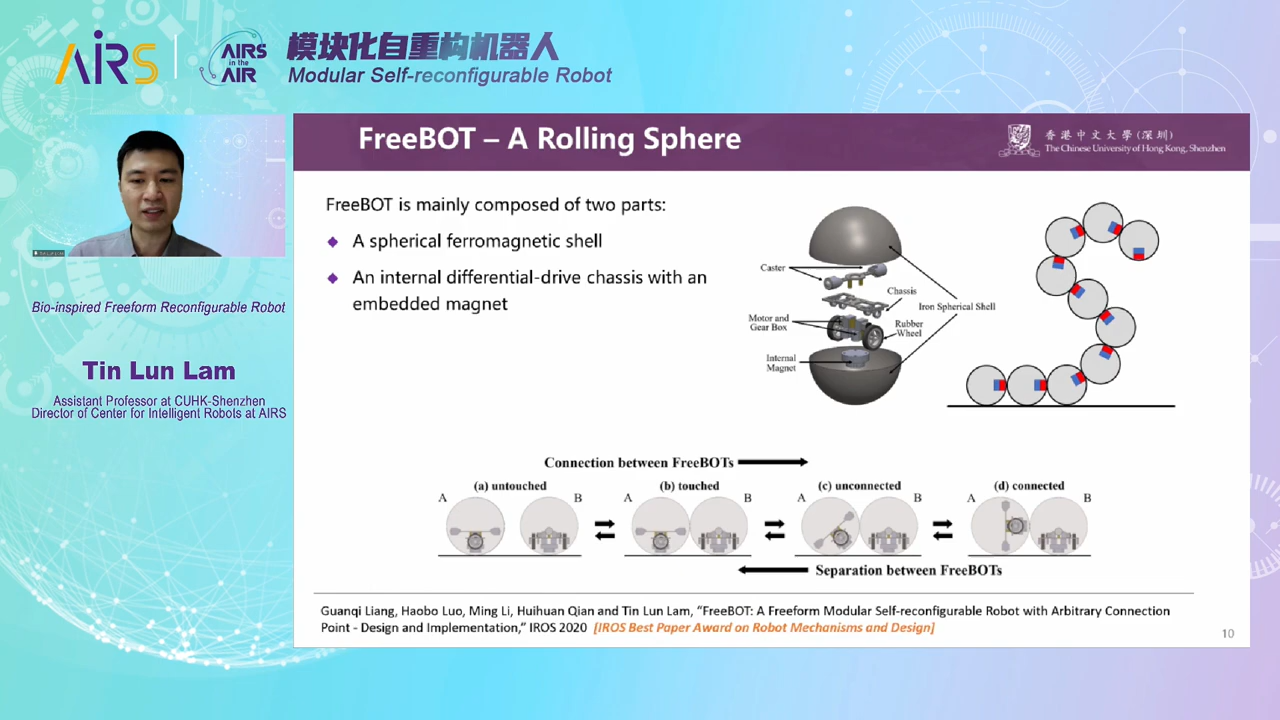 AIRS
AIRS
in the
AIR
模块化自重构机器人
Modular Self-reconfigurable Robot
FreeBOT – A Rolling Sphere
香港中文大學(深圳)
The Chinese University of Hong Kong, Shenzhen
FreeBOT is mainly composed of two parts:
A spherical ferromagnetic shell
An internal differential-drive chassis with an
embedded magnet
Caster
Chassis
Iron Spherical Shell
Motor and
Gear Box
Rubber
Wheel
Internal
Magnet
Bio-inspired Freeform Reconfigurable Robot
Tin Lun Lam
Assistant Professor at CUHK-Shenzhen
Director of Center for Intelligent Robots at AIRS
Connection between FreeBOTs
(a) untouched
(b) touched
(c) unconnected
(d) connected
A B A B A B A B
Separation between FreeBOTs
Guanqi Liang, Haobo Luo, Ming Li, Huihuan Qian and Tin Lun Lam, "FreeBOT: A Freeform Modular Self-reconfigurable Robot with Arbitrary Connection
Point - Design and Implementation," IROS 2020 [IROS Best Paper Award on Robot Mechanisms and Design]
10